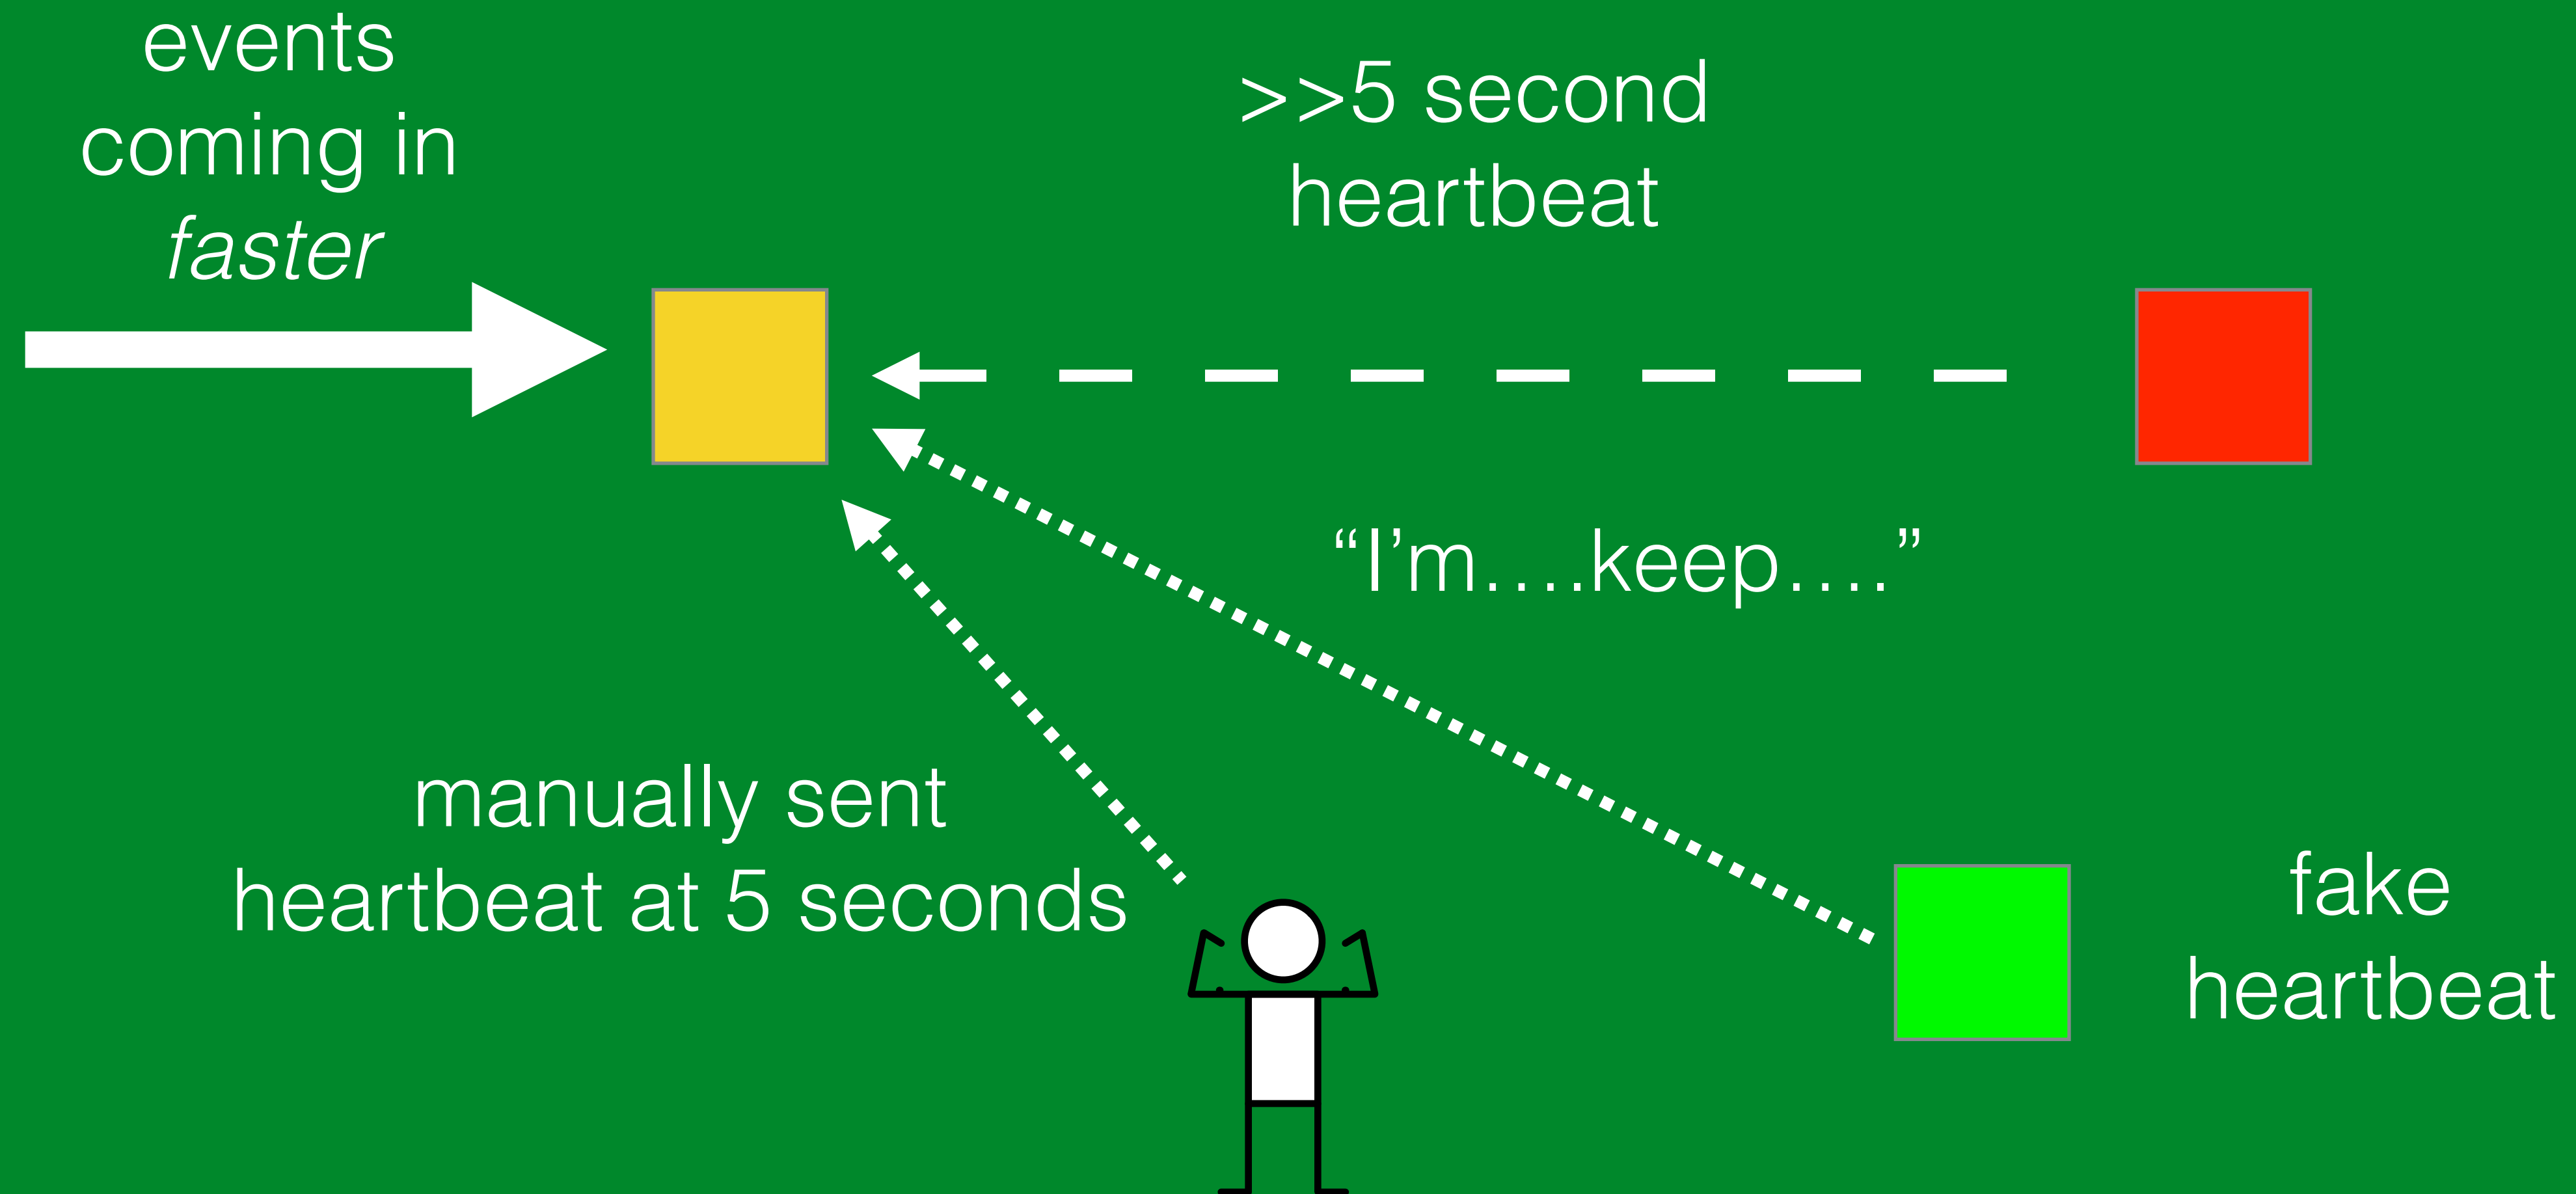 events
coming in
faster
>>5 second
heartbeat
“I’m....keep....”
manually sent
heartbeat at 5 seconds
fake
heartbeat